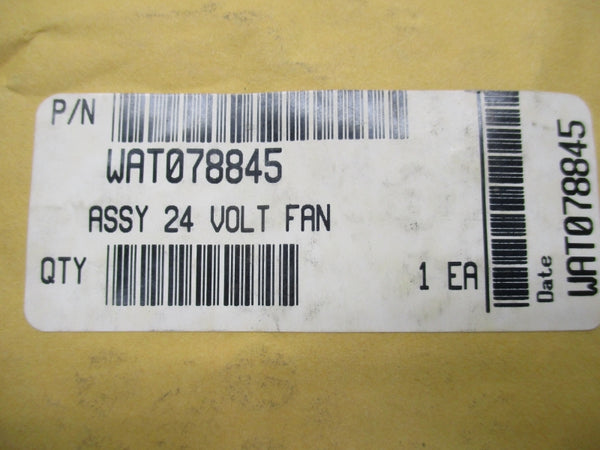 P/N
WAT078845
ASSY 24 VOLT FAN
QTY 1 EA
Date
WAT078845